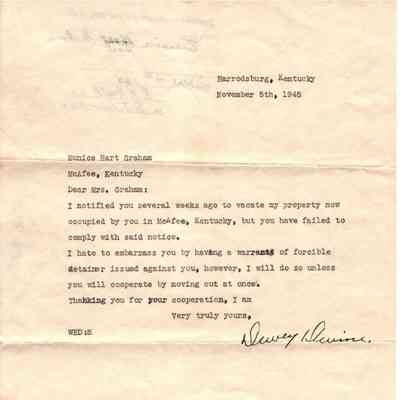 Harrodsburg, Kentucky
November 5th, 1945
Eunice Hart Graham
McAfee, Kentucky
Dear Mrs. Graham:
I notified you several weeks ago to vacate my property now
occupied by you in McAfee, Kentucky, but you have failed to
comply with said notice.
I hate to embarrass you by having a warrant of forcible
detainer issued against you, however, I will do so unless
you will cooperate by moving out at once.
Thanking you for your cooperation, I am
Very truly yours,
WED:S
Dewey Divine.